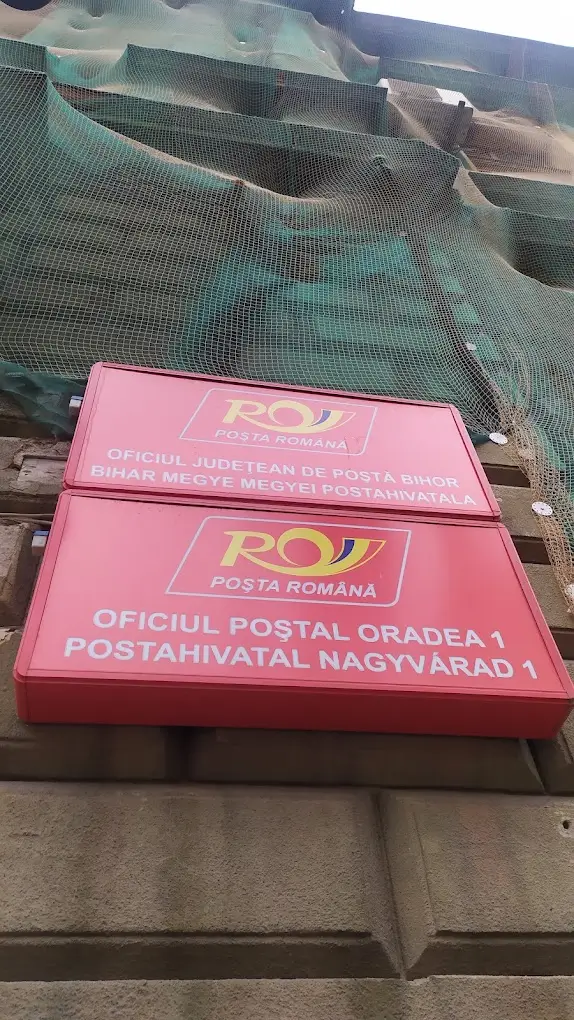 RO
POȘTA ROMÂNĂ
OFICIUL JUDEȚEAN DE POȘTĂ BIHOR
BIHAR MEGYE MEGYEI POSTAHIVATALA
RO
POȘTA ROMÂNĂ
OFICIUL POŞTAL ORADEA 1
POSTAHIVATAL NAGYVÁRAD 1